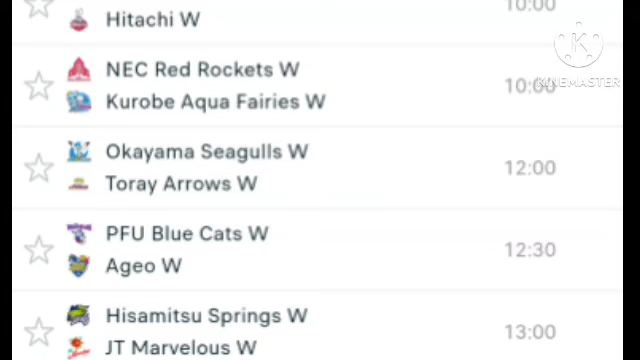 10:00
Hitachi W
NEC Red Rockets W
10:00
Kurobe Aqua Fairies W
Okayama Seagulls W
12:00
Toray Arrows W
PFU Blue Cats W
12:30
Ageo W
Hisamitsu Springs W
13:00
JT Marvelous W
K
KINEMASTER